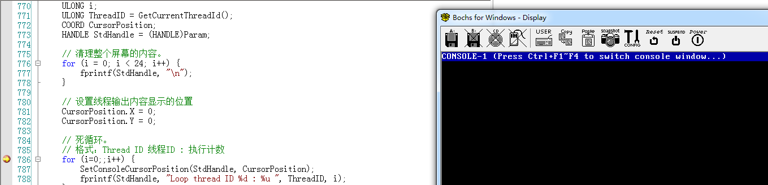 770 ULONG i;
771 ULONG ThreadID = GetCurrentThreadId();
772 COORD CursorPosition;
773 HANDLE StdHandle = (HANDLE)Param;
774
775 // 清理整个屏幕的内容。
776 for (i = 0; i < 24; i++) {
777 fprintf(StdHandle, "\n");
778 }
779
780 // 设置线程输出内容显示的位置
781 CursorPosition.X = 0;
782 CursorPosition.Y = 0;
783
784 // 死循环。
785 // 格式：Thread ID 线程ID : 执行计数
786 for (i=0;;i++) {
787 SetConsoleCursorPosition(StdHandle, CursorPosition);
788 fprintf(StdHandle, "Loop thread ID %d : %u ", ThreadID, i);
Bochs for Windows - Display
USER Copy Paste Snapshot CONFIG Reset SUSPEND Power
CONSOLE-1 (Press Ctrl+F1~F4 to switch console window...)